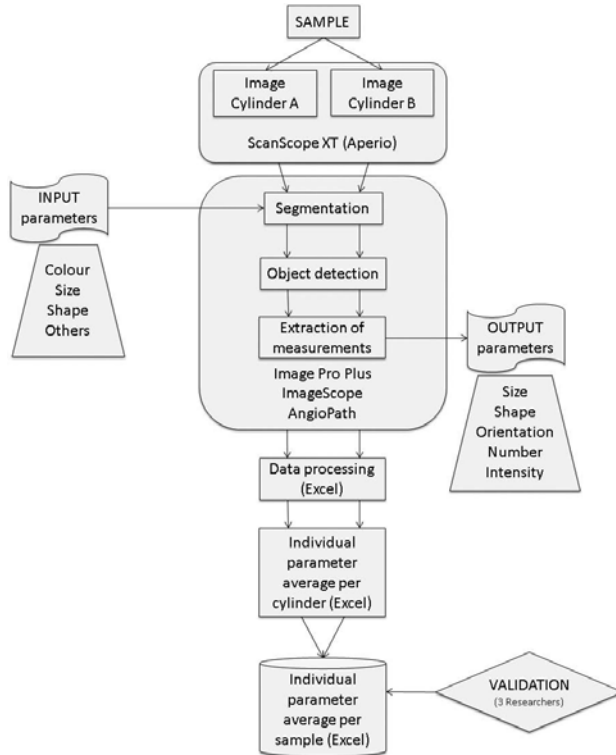 SAMPLE
Image
Cylinder A
Image
Cylinder B
ScanScope XT (Aperio)
INPUT
parameters
Colour
Size
Shape
Others
Segmentation
Object detection
Extraction of
measurements
Image Pro Plus
ImageScope
AngioPath
OUTPUT
parameters
Size
Shape
Orientation
Number
Intensity
Data processing
(Excel)
Individual
parameter
average per
cylinder (Excel)
Individual
parameter
average per
sample (Excel)
VALIDATION
(3 Researchers)